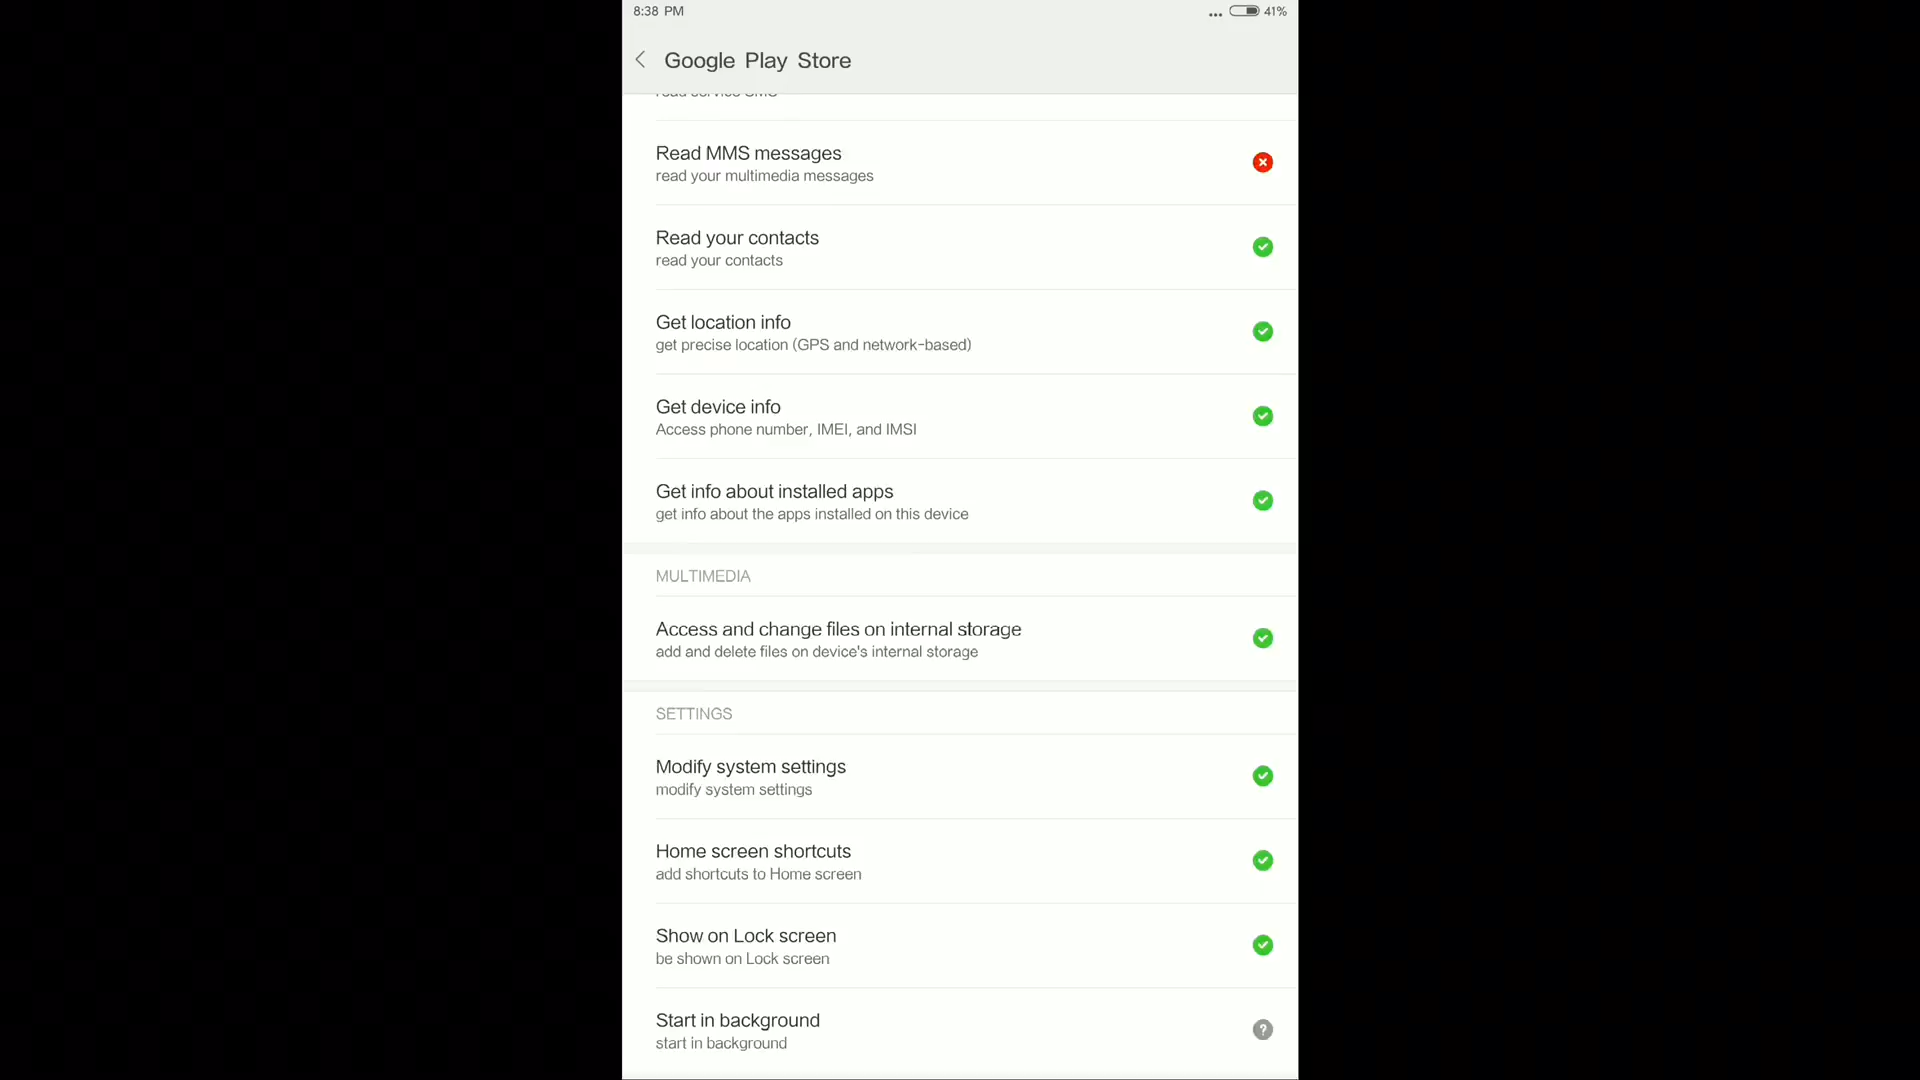 8:38 PM
... 41%
Google Play Store
read service SMS
Read MMS messages
read your multimedia messages
Read your contacts
read your contacts
Get location info
get precise location (GPS and network-based)
Get device info
Access phone number, IMEI, and IMSI
Get info about installed apps
get info about the apps installed on this device
MULTIMEDIA
Access and change files on internal storage
add and delete files on device's internal storage
SETTINGS
Modify system settings
modify system settings
Home screen shortcuts
add shortcuts to Home screen
Show on Lock screen
be shown on Lock screen
Start in background
start in background